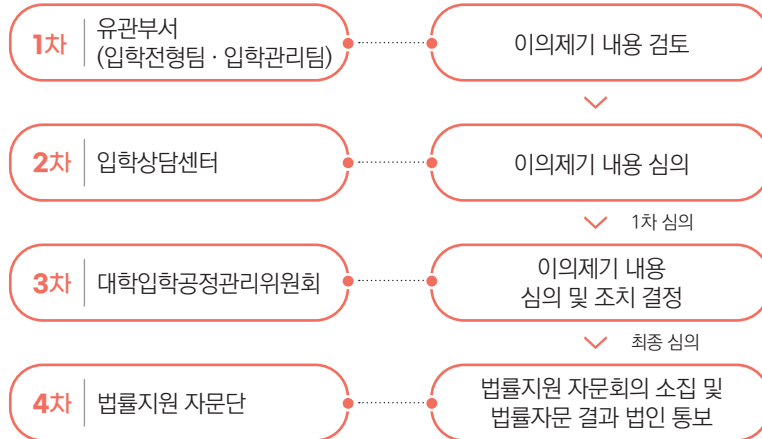 1차
유관부서
(입학전형팀 · 입학관리팀)
이의제기 내용 검토
2차
입학상담센터
이의제기 내용 심의
1차 심의
3차
대학입학공정관리위원회
이의제기 내용
심의 및 조치 결정
최종 심의
4차
법률지원 자문단
법률지원 자문회의 소집 및
법률자문 결과 법인 통보